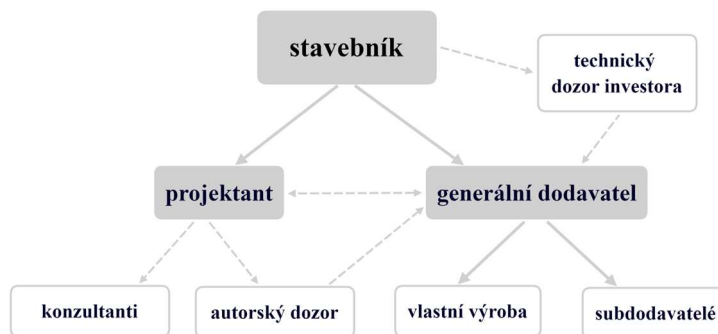 stavebník
technický
dozor investora
projektant
generální dodavatel
konzultanti
autorský dozor
vlastní výroba
subdodavatelé